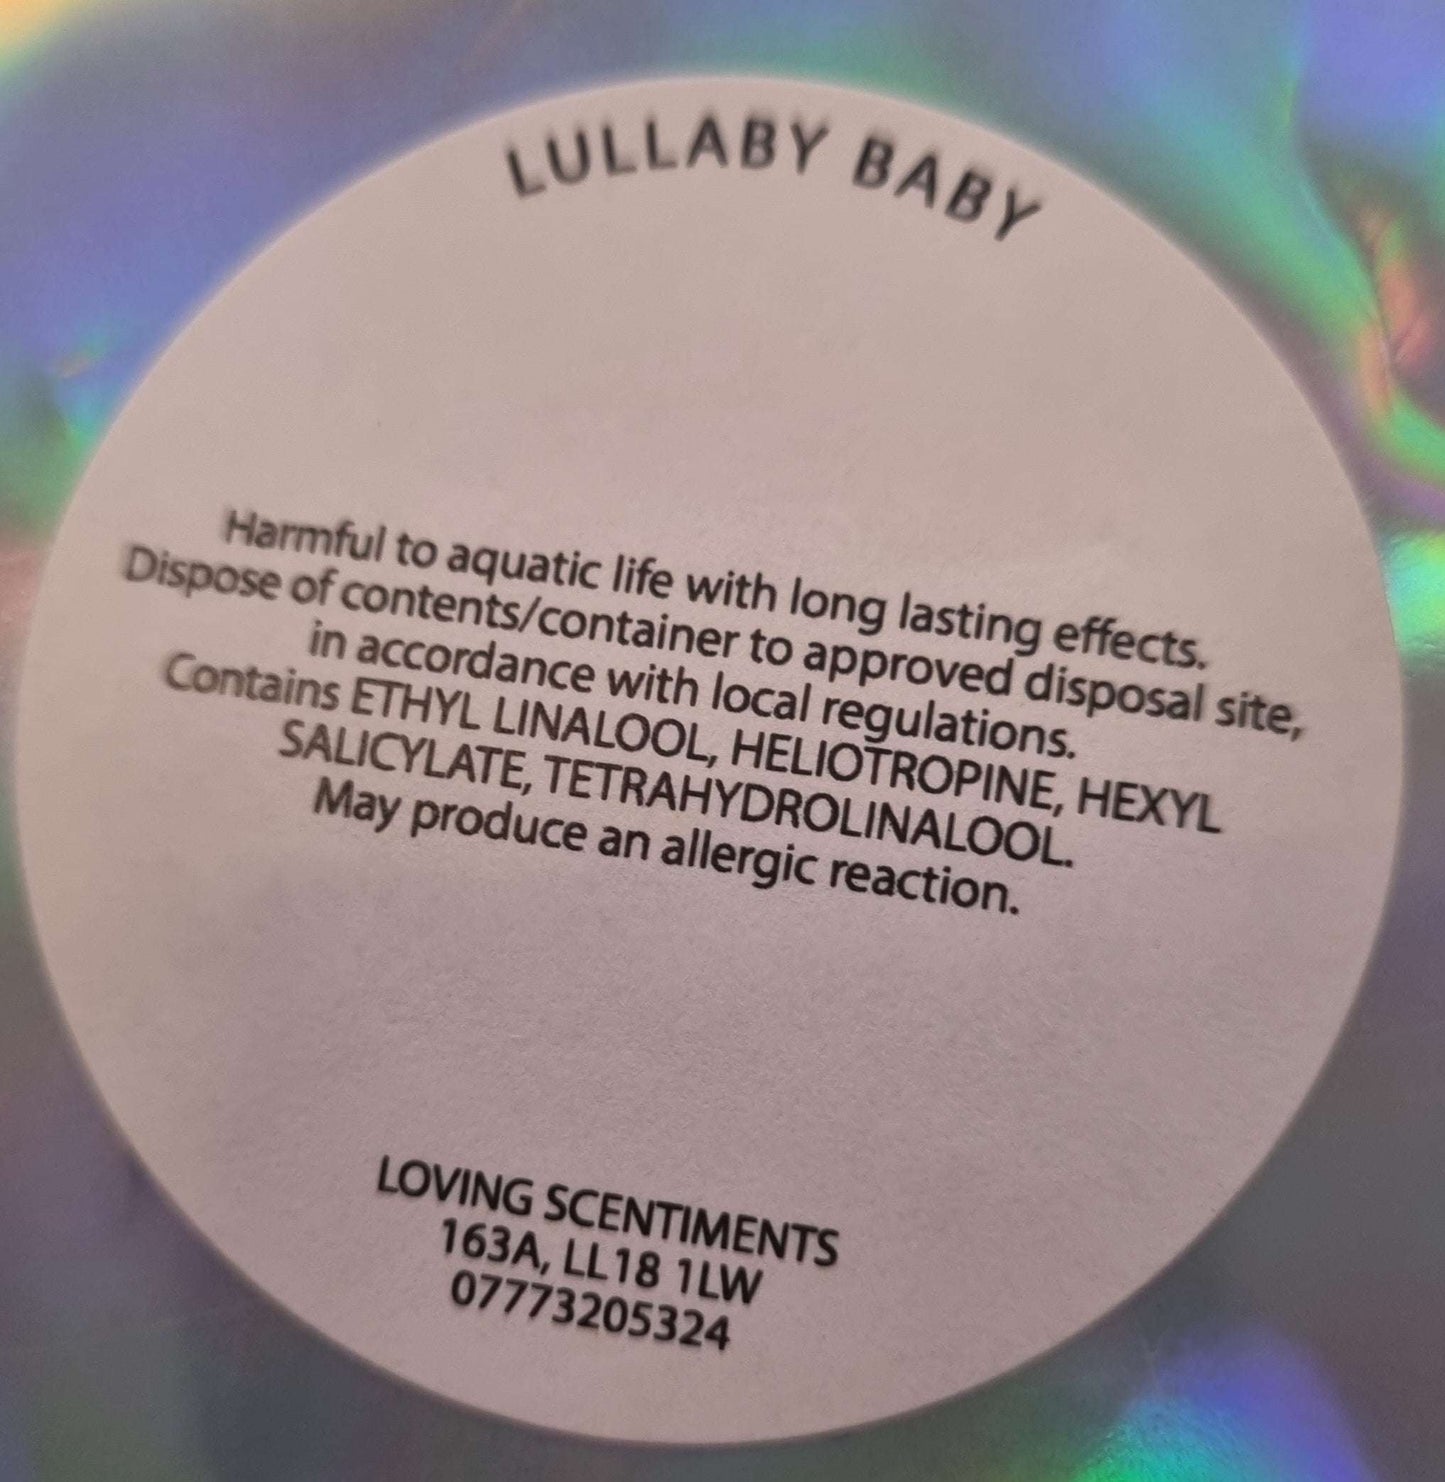 LULLABY BABY
Harmful to aquatic life with long lasting effects.
Dispose of contents/container to approved disposal site,
in accordance with local regulations.
Contains ETHYL LINALOOL, HELIOTROPINE, HEXYL
SALICYLATE, TETRAHYDROLINALOOL.
May produce an allergic reaction.
LOVING SCENTIMENTS
163A, LL18 1LW
07773205324